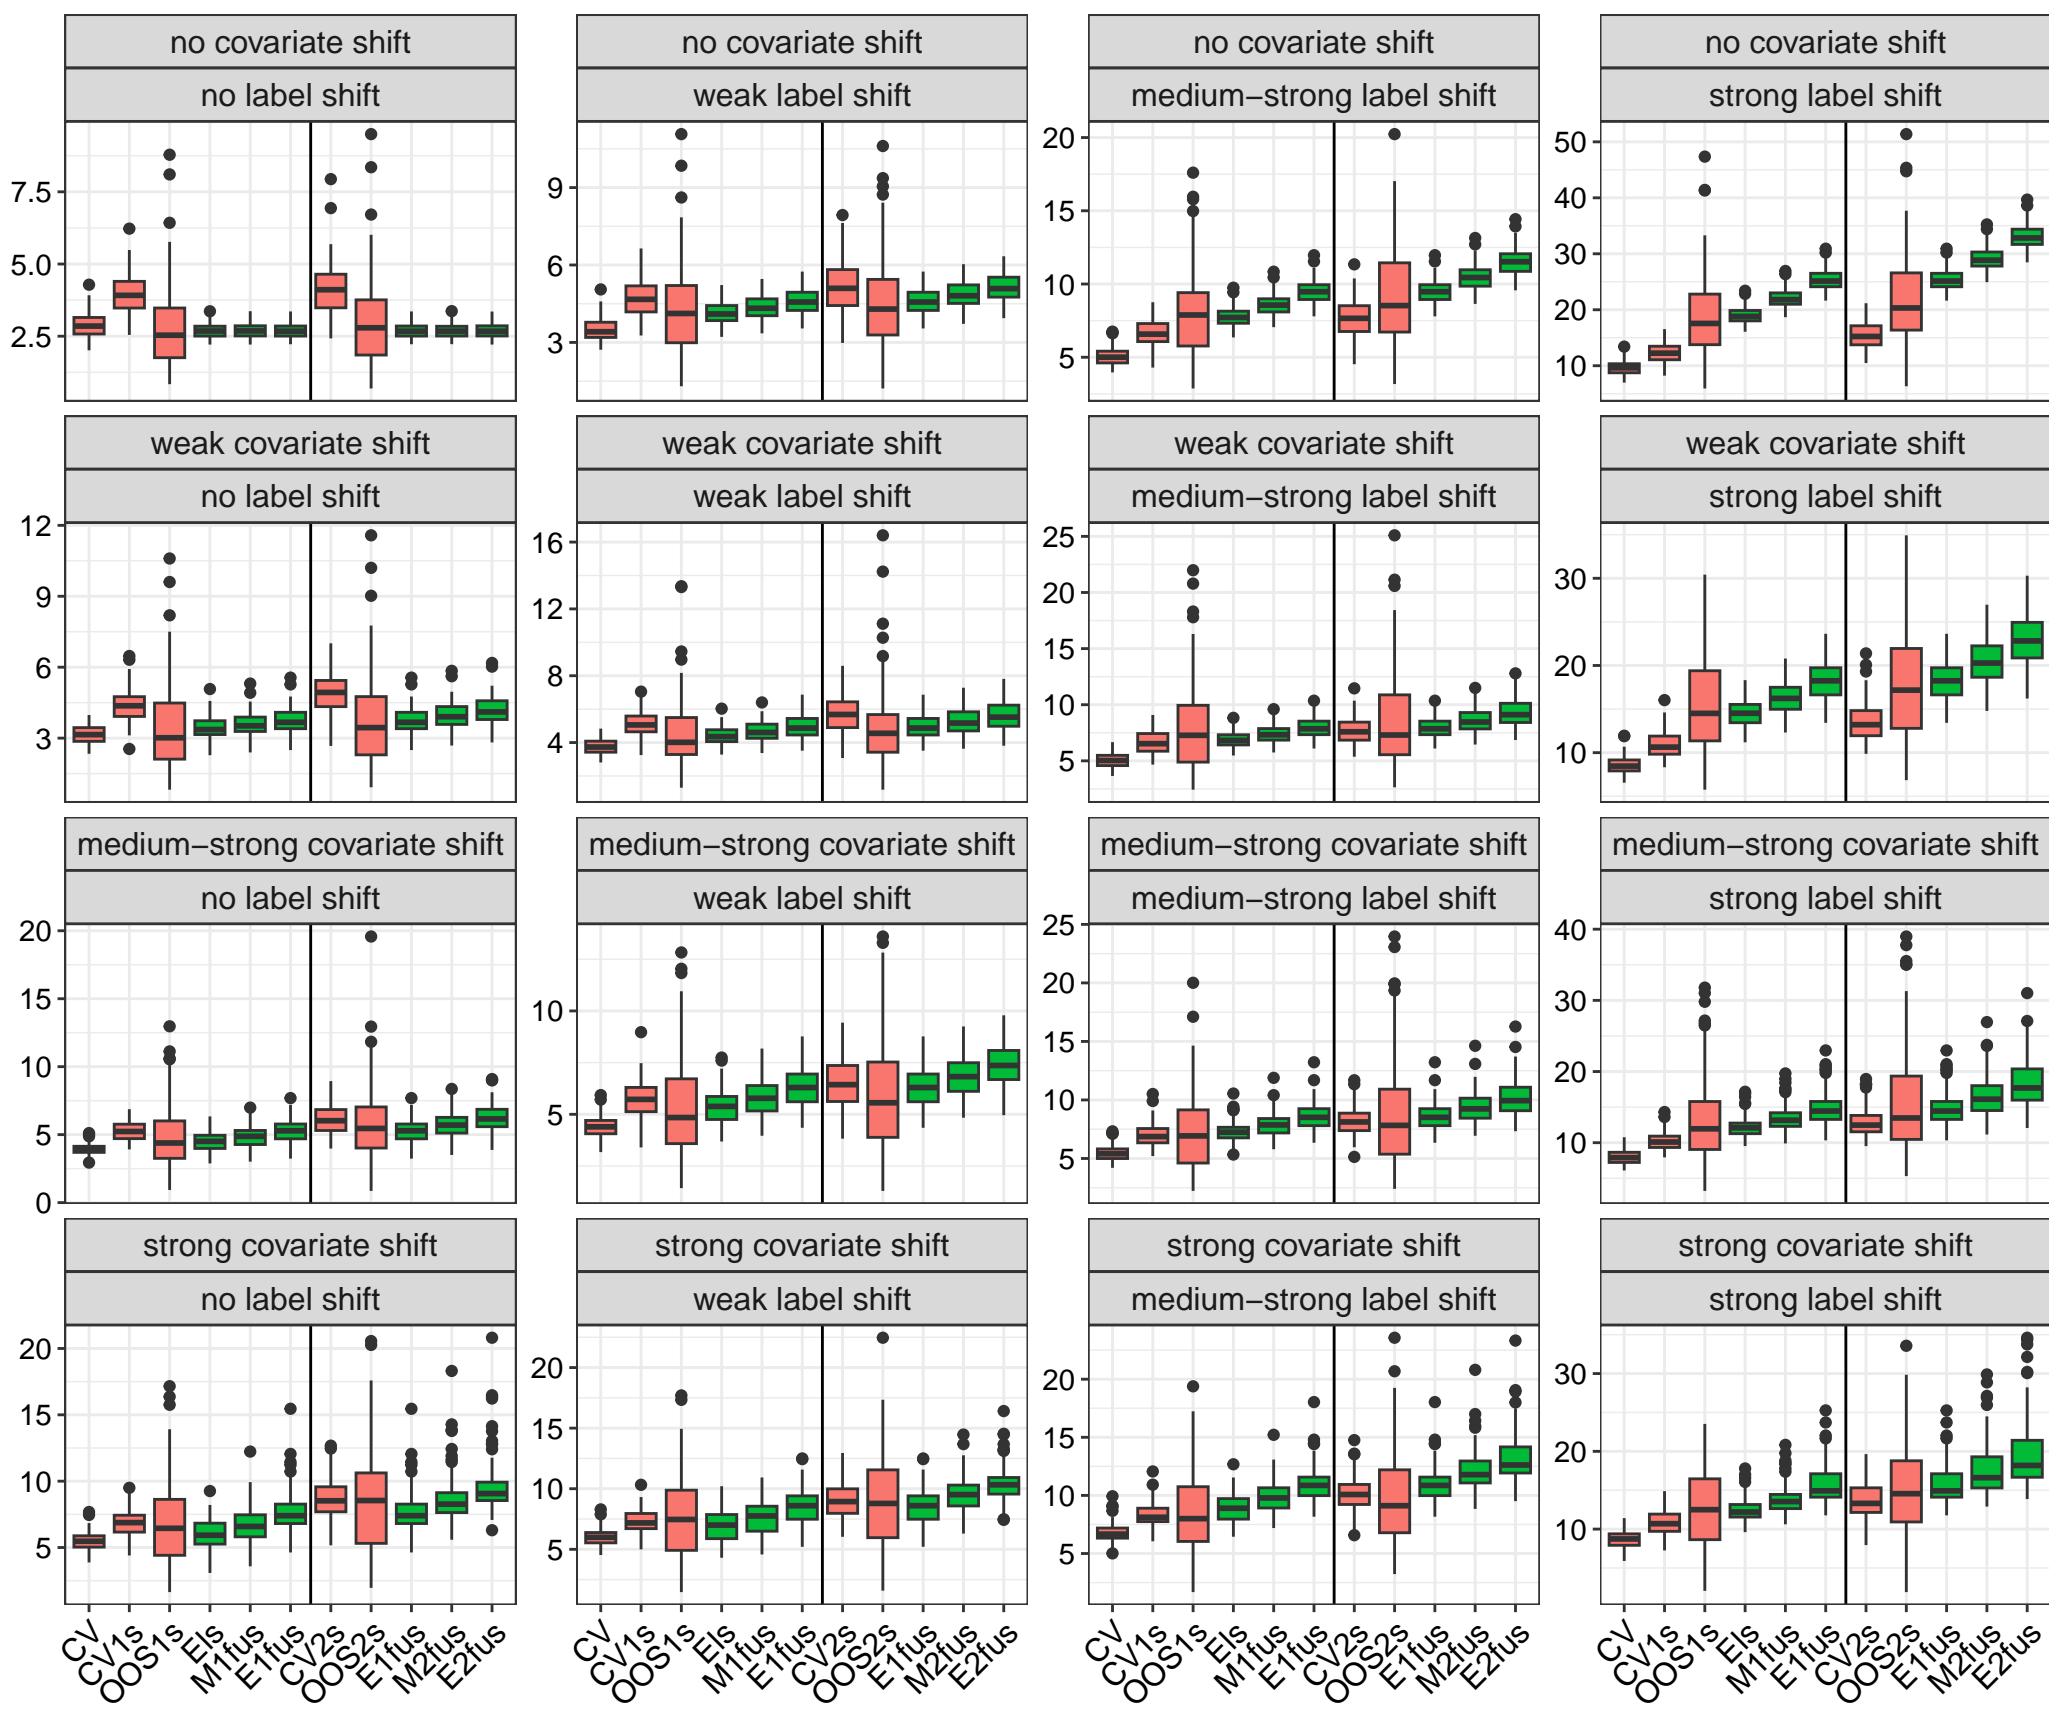 no covariate shift
no label shift
7.5
5.0
2.5
no covariate shift
weak label shift
9
6
3
no covariate shift
medium−strong label shift
20
15
10
5
no covariate shift
strong label shift
50
40
30
20
10
weak covariate shift
no label shift
12
9
6
3
weak covariate shift
weak label shift
16
12
8
4
weak covariate shift
medium−strong label shift
25
20
15
10
5
weak covariate shift
strong label shift
30
20
10
medium−strong covariate shift
no label shift
20
15
10
5
0
medium−strong covariate shift
weak label shift
10
5
medium−strong covariate shift
medium−strong label shift
25
20
15
10
5
medium−strong covariate shift
strong label shift
40
30
20
10
strong covariate shift
no label shift
20
15
10
5
strong covariate shift
weak label shift
20
15
10
5
strong covariate shift
medium−strong label shift
20
15
10
5
strong covariate shift
strong label shift
30
20
10
CV
CV1s
OOS1s
EIs
M1fus
E1fus
CV2s
OOS2s
E1fus
M2fus
E2fus
CV
CV1s
OOS1s
EIs
M1fus
E1fus
CV2s
OOS2s
E1fus
M2fus
E2fus
CV
CV1s
OOS1s
EIs
M1fus
E1fus
CV2s
OOS2s
E1fus
M2fus
E2fus
CV
CV1s
OOS1s
EIs
M1fus
E1fus
CV2s
OOS2s
E1fus
M2fus
E2fus